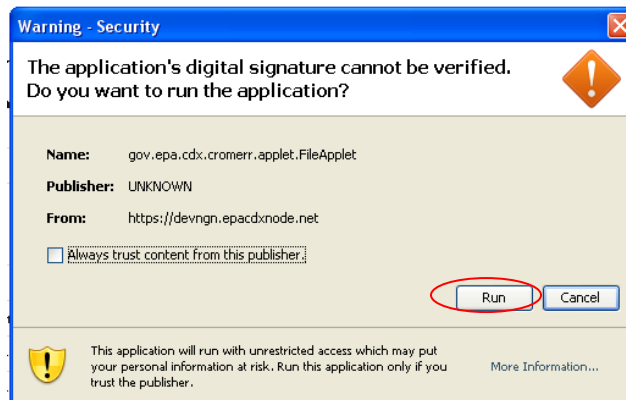 Warning - Security
The application's digital signature cannot be verified.
Do you want to run the application?
Name: gov.epa.cdx.cromerr.applet.FileApplet
Publisher: UNKNOWN
From: https://devngn.epacdxnode.net
Always trust content from this publisher.
Run Cancel
This application will run with unrestricted access which may put
your personal information at risk. Run this application only if you
trust the publisher.
More Information...